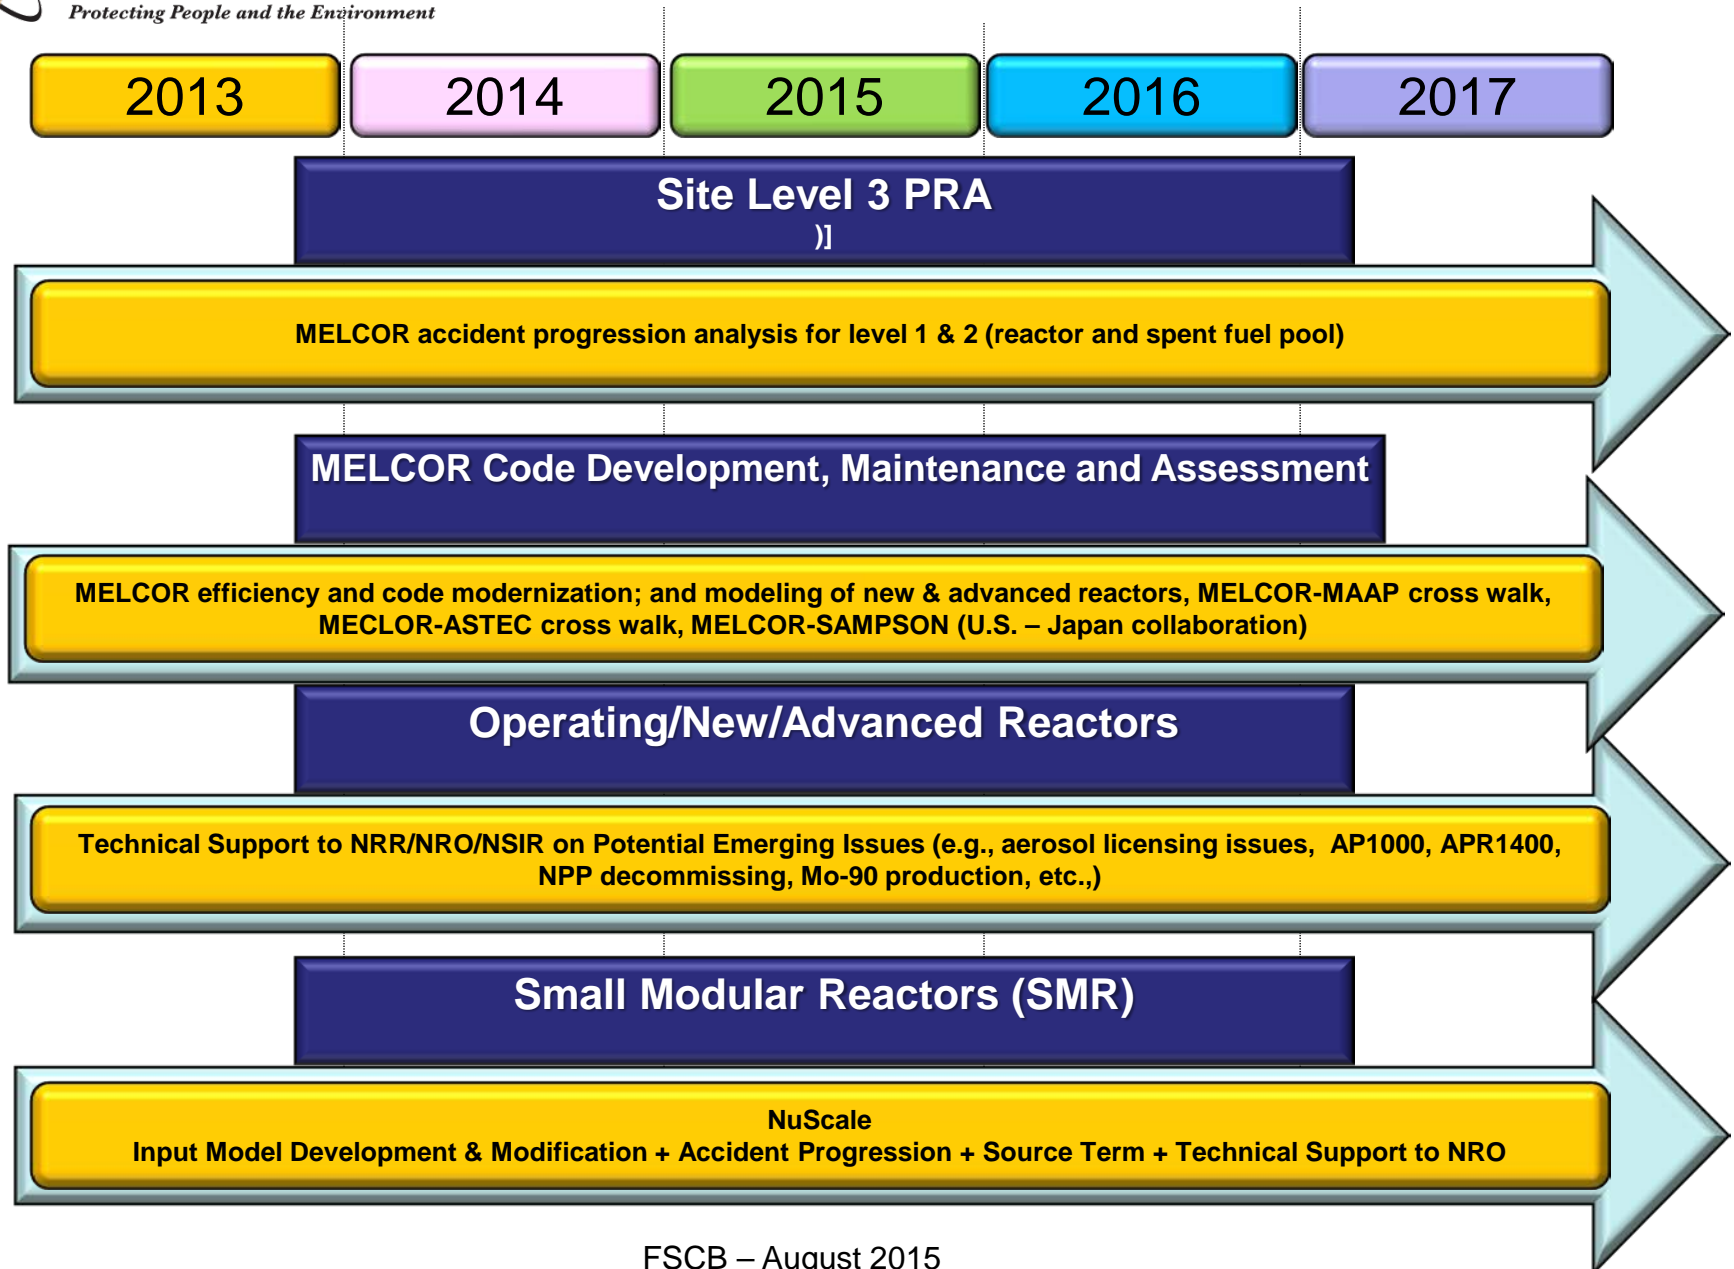 Protecting People and the Environment
2013
2014
2015
2016
2017
Site Level 3 PRA
)]
MELCOR accident progression analysis for level 1 & 2 (reactor and spent fuel pool)
MELCOR Code Development, Maintenance and Assessment
MELCOR efficiency and code modernization; and modeling of new & advanced reactors, MELCOR-MAAP cross walk,
MECLOR-ASTEC cross walk, MELCOR-SAMPSON (U.S. – Japan collaboration)
Operating/New/Advanced Reactors
Technical Support to NRR/NRO/NSIR on Potential Emerging Issues (e.g., aerosol licensing issues, AP1000, APR1400,
NPP decommissing, Mo-90 production, etc.,)
Small Modular Reactors (SMR)
NuScale
Input Model Development & Modification + Accident Progression + Source Term + Technical Support to NRO
FSCB – August 2015